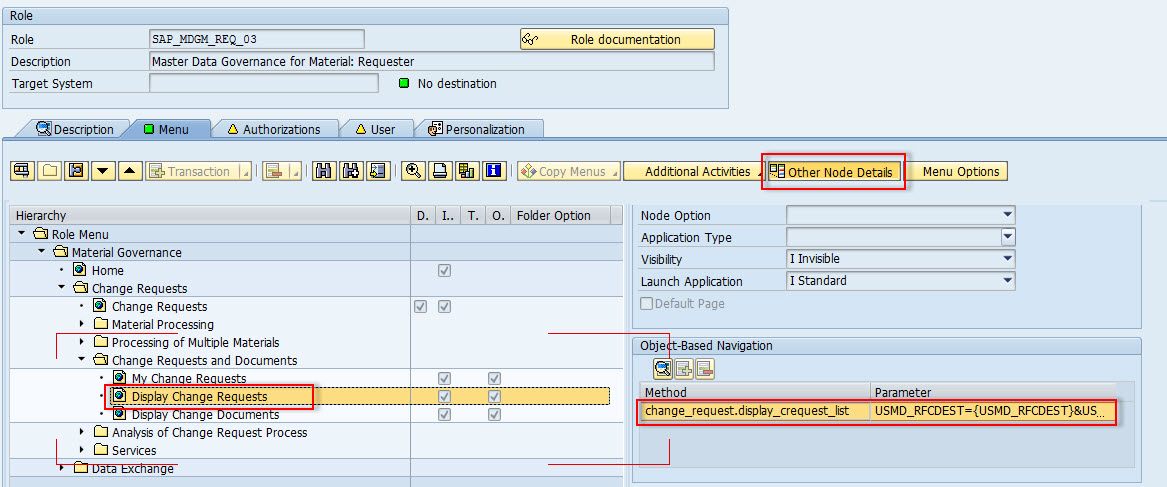 Role
Role SAP_MDGM_REQ_03 Role documentation
Description Master Data Governance for Material: Requester
Target System No destination
Description Menu Authorizations User Personalization
Transaction Copy Menus Additional Activities Other Node Details Menu Options
Hierarchy D. I.. T. O. Folder Option
Role Menu
Material Governance
Home
Change Requests
Change Requests
Material Processing
Processing of Multiple Materials
Change Requests and Documents
My Change Requests
Display Change Requests
Display Change Documents
Analysis of Change Request Process
Services
Data Exchange
Node Option
Application Type
Visibility I Invisible
Launch Application I Standard
Default Page
Object-Based Navigation
Method Parameter
change_request.display_crequest_list USMD_RFCDEST={USMD_RFCDEST}&US...